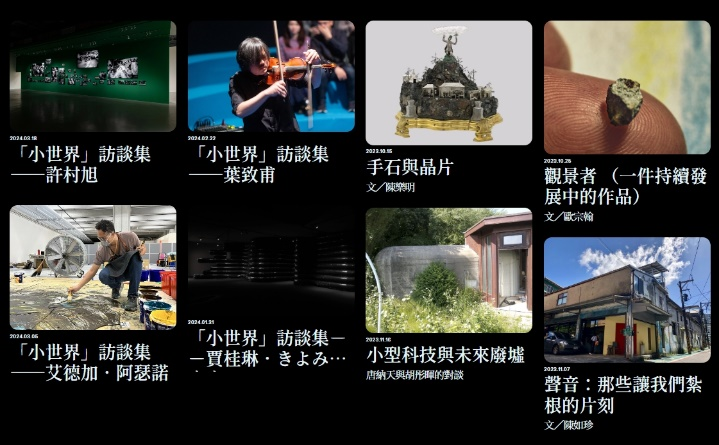 2024.03.18
「小世界」訪談集
——許村旭
2024.02.22
「小世界」訪談集
——葉致甫
2023.10.15
手石與晶片
文／陳樂明
2023.10.26
觀景者 （一件持續發
展中的作品）
文／歐宗翰
2024.03.05
「小世界」訪談集
——艾德加・阿瑟諾
2024.01.21
「小世界」訪談集—
—賈桂琳・きよみ…
2023.11.16
小型科技與未來廢墟
唐納天與胡彤暉的對談
2022.11.07
聲音：那些讓我們紮
根的片刻
文／陳如珍